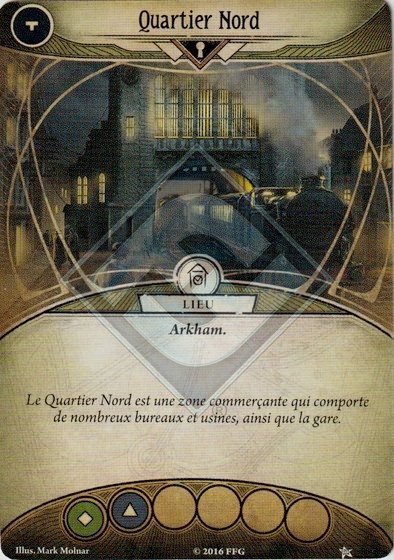 Quartier Nord
LIEU
Arkham.
Le Quartier Nord est une zone commerçante qui comporte
de nombreux bureaux et usines, ainsi que la gare.
Illus. Mark Molnar
© 2016 FFG